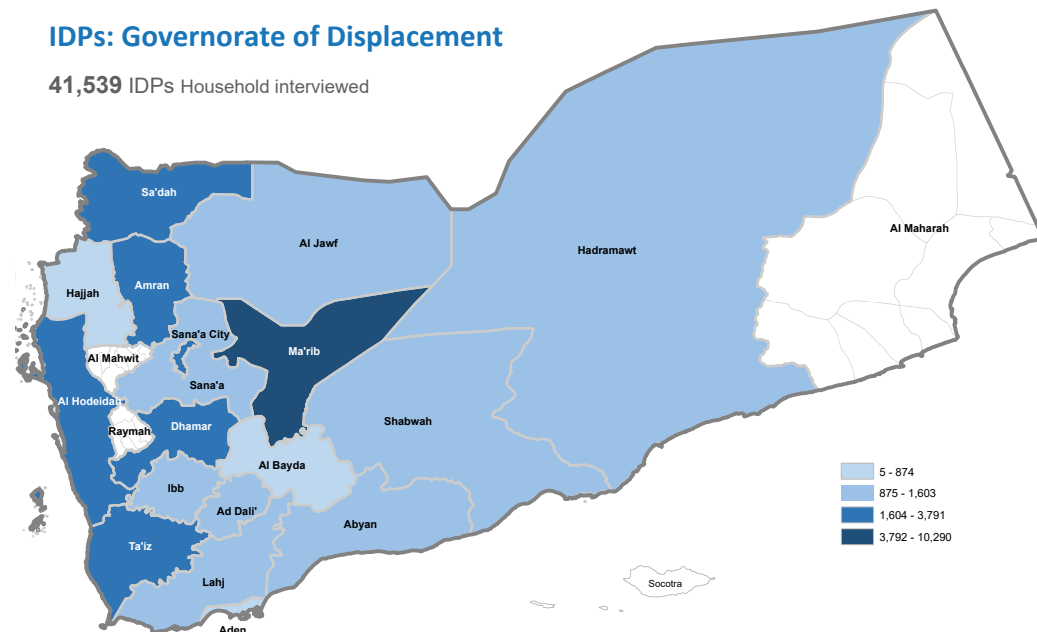 IDPs: Governorate of Displacement
41,539 IDPs Household interviewed
Sa'dah
Al Jawf
Hadramawt
Al Maharah
Hajjah
Amran
Sana'a City
Al Mahwit
Ma'rib
Sana'a
Al Hodeidah
Raymah
Dhamar
Shabwah
Al Bayda
Ibb
Ad Dali'
Abyan
Ta'iz
Lahj
Aden
Socotra
5 - 874
875 - 1,603
1,604 - 3,791
3,792 - 10,290